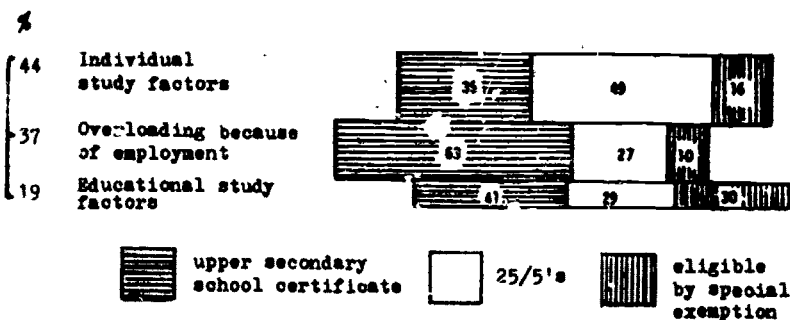 %
44 Individual
study factors
35 49 16
37 Overloading because
of employment
63 27 10
19 Educational study
factors
41 29 30
upper secondary
school certificate
25/5's
eligible
by special
exemption